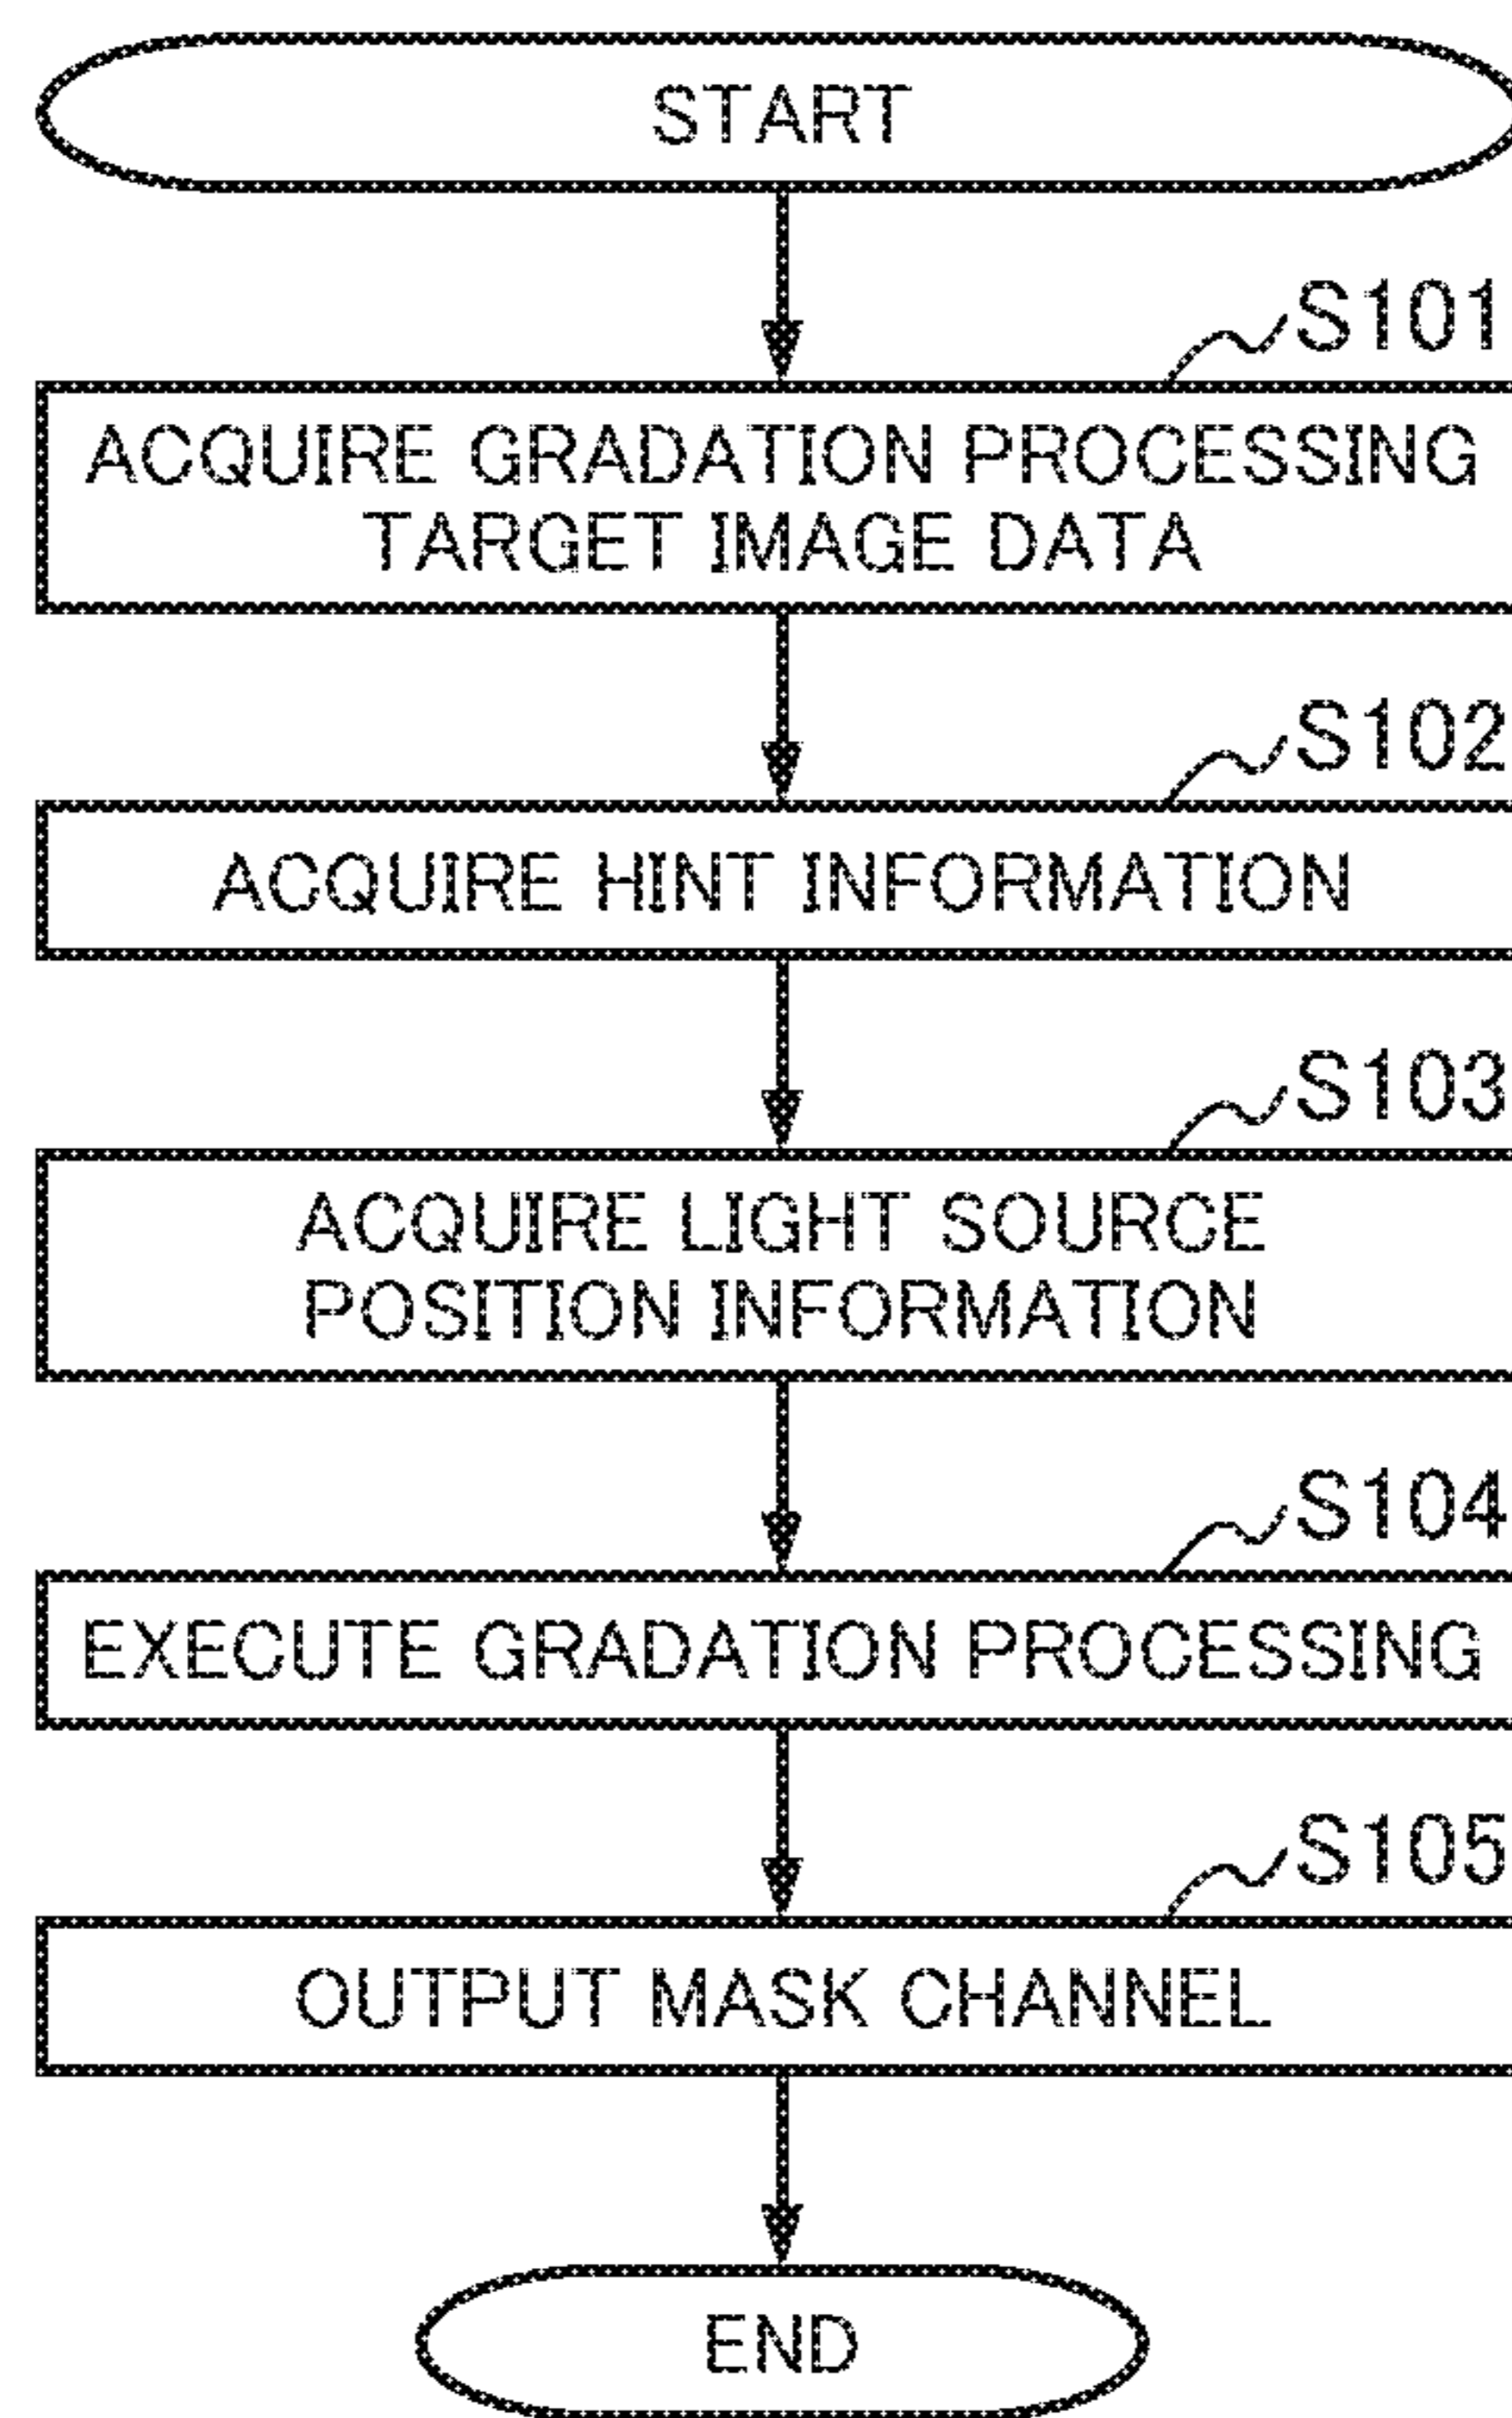 START
S101
ACQUIRE GRADATION PROCESSING
TARGET IMAGE DATA
S102
ACQUIRE HINT INFORMATION
S103
ACQUIRE LIGHT SOURCE
POSITION INFORMATION
S104
EXECUTE GRADATION PROCESSING
S105
OUTPUT MASK CHANNEL
END